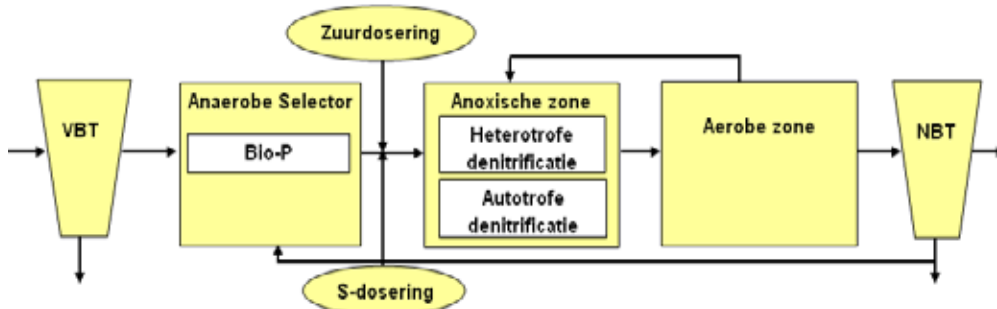 Zuurdosering
VBT
Anaerobe Selector
Bio-P
Anoxische zone
Heterotrofe
denitrificatie
Autotrofe
denitrificatie
Aerobe zone
NBT
S-dosering